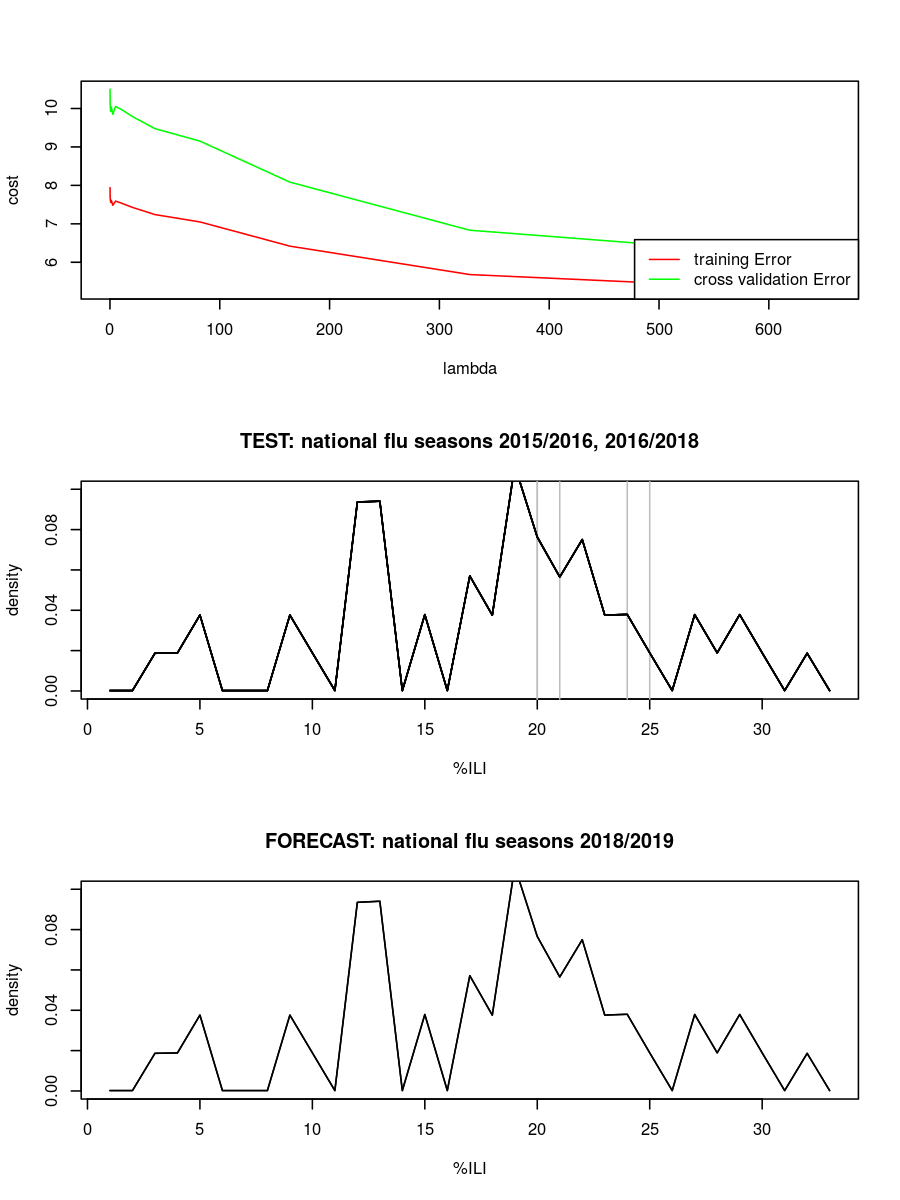 cost
10
9
8
7
6
training Error
cross validation Error
0 100 200 300 400 500 600
lambda
TEST: national flu seasons 2015/2016, 2016/2018
density
0.08
0.04
0.00
0 5 10 15 20 25 30
%ILI
FORECAST: national flu seasons 2018/2019
density
0.08
0.04
0.00
0 5 10 15 20 25 30
%ILI